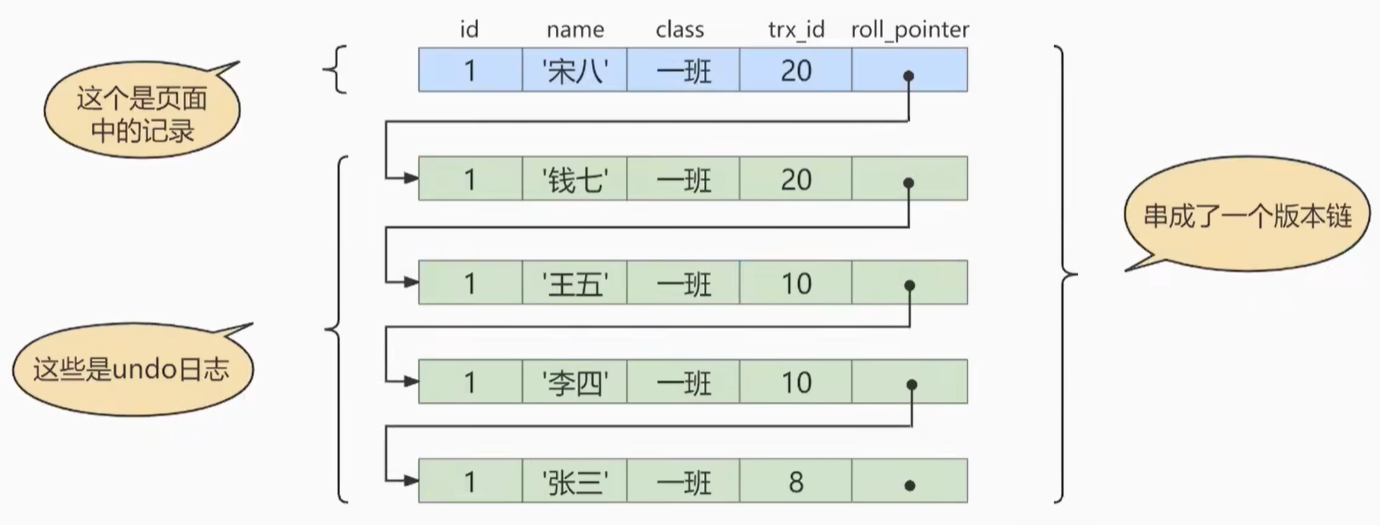 id name class trx_id roll_pointer
1 '宋八' 一班 20
这个是页面
中的记录
1 '钱七' 一班 20
串成了一个版本链
1 '王五' 一班 10
这些是undo日志
1 '李四' 一班 10
1 '张三' 一班 8